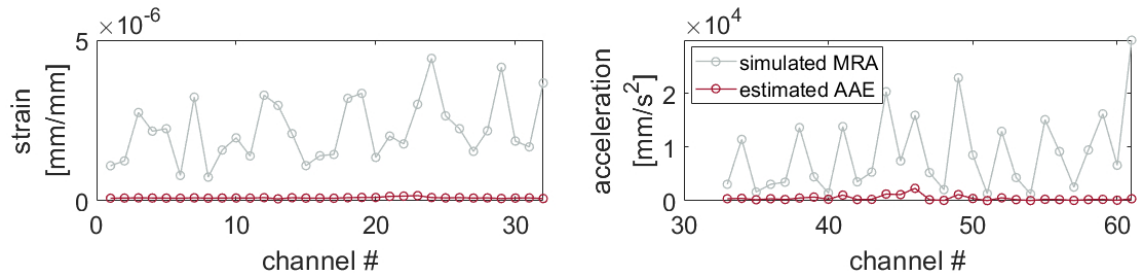 ×10⁻⁶
5
0
0
10
20
30
strain
[mm/mm]
channel #
×10⁴
2
1
0
30
40
50
60
acceleration
[mm/s²]
channel #
simulated MRA
estimated AAE